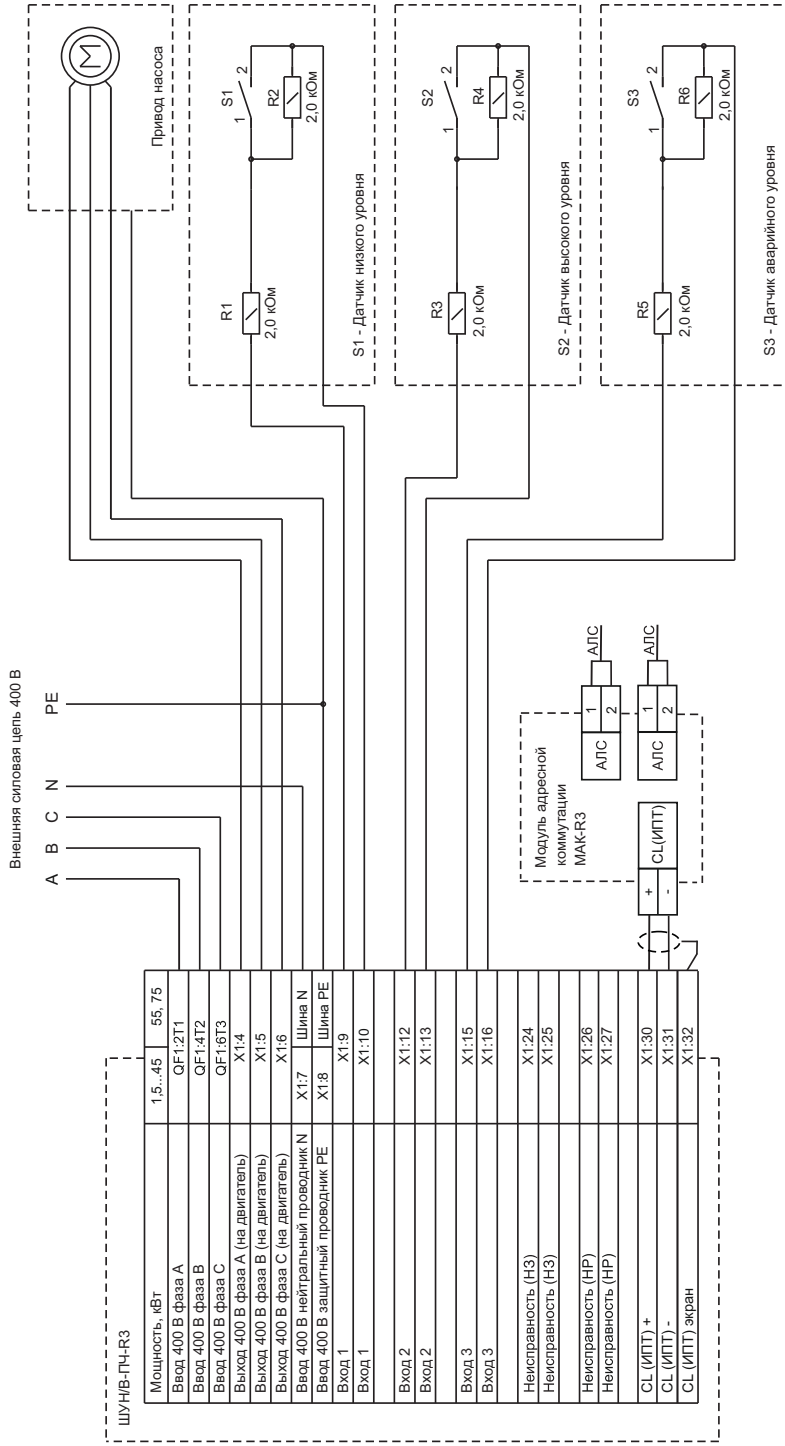 Внешняя силовая цепь 400 В
A
B
C
N
PE
ШУН/В-ПЧ-R3
Мощность, кВт
1,5...45
55, 75
Ввод 400 В фаза A
QF1:2T1
Ввод 400 В фаза B
QF1:4T2
Ввод 400 В фаза C
QF1:6T3
Выход 400 В фаза A (на двигатель)
X1:4
Выход 400 В фаза B (на двигатель)
X1:5
Выход 400 В фаза C (на двигатель)
X1:6
Ввод 400 В нейтральный проводник N
X1:7
Шина N
Ввод 400 В защитный проводник PE
X1:8
Шина PE
Вход 1
X1:9
Вход 1
X1:10
Вход 2
X1:12
Вход 2
X1:13
Вход 3
X1:15
Вход 3
X1:16
Неисправность (НЗ)
X1:24
Неисправность (НЗ)
X1:25
Неисправность (НР)
X1:26
Неисправность (НР)
X1:27
CL (ИПТ) +
X1:30
CL (ИПТ) -
X1:31
CL (ИПТ) экран
X1:32
М
Привод насоса
S1
1
2
R1
2,0 кОм
R2
2,0 кОм
S1 - Датчик низкого уровня
S2
1
2
R3
2,0 кОм
R4
2,0 кОм
S2 - Датчик высокого уровня
S3
1
2
R5
2,0 кОм
R6
2,0 кОм
S3 - Датчик аварийного уровня
Модуль адресной
коммутации
МАК-R3
+
-
CL(ИПТ)
АЛС
1
2
АЛС
АЛС
1
2
АЛС